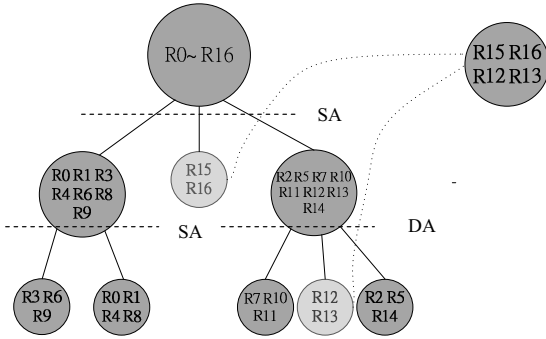 R0~ R16
R15 R16
R12 R13
SA
R0 R1 R3
R4 R6 R8
R9
R15
R16
R2 R5 R7 R10
R11 R12 R13
R14
SA
DA
R3 R6
R9
R0 R1
R4 R8
R7 R10
R11
R12
R13
R2 R5
R14